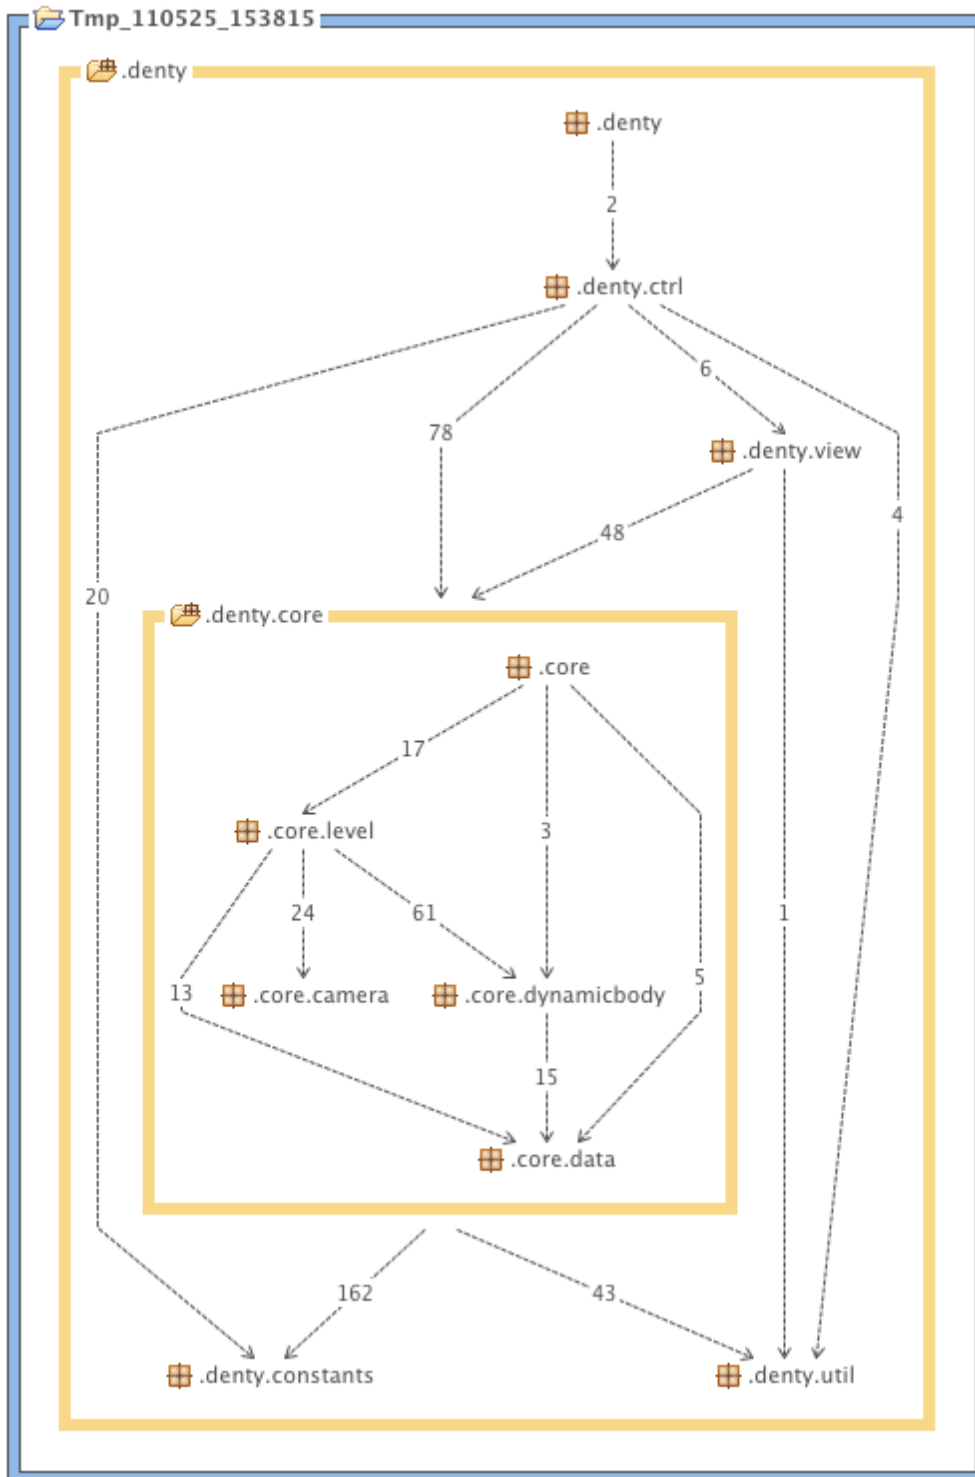 Tmp_110525_153815
.denty
.denty
2
.denty.ctrl
6
78
.denty.view
4
48
20
.denty.core
.core
17
.core.level
3
24
61
1
13
.core.camera
.core.dynamicbody
5
15
.core.data
162
43
.denty.constants
.denty.util